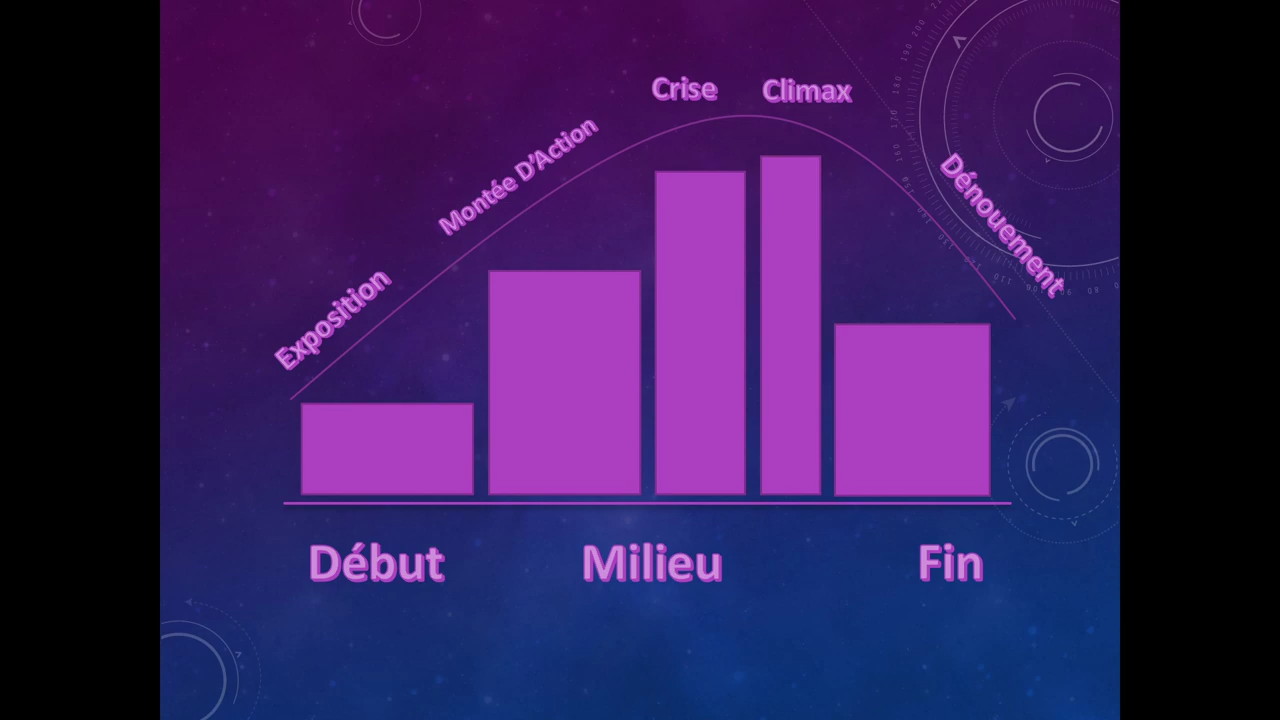 Crise
Climax
Montée D'Action
Dénouement
Exposition
Début
Milieu
Fin